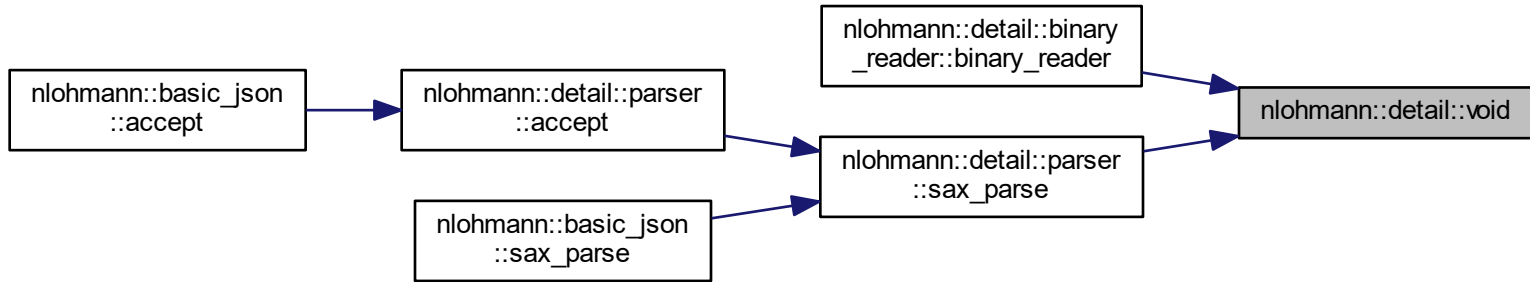 nlohmann::detail::binary
_reader::binary_reader
nlohmann::basic_json
::accept
nlohmann::detail::parser
::accept
nlohmann::detail::void
nlohmann::detail::parser
::sax_parse
nlohmann::basic_json
::sax_parse